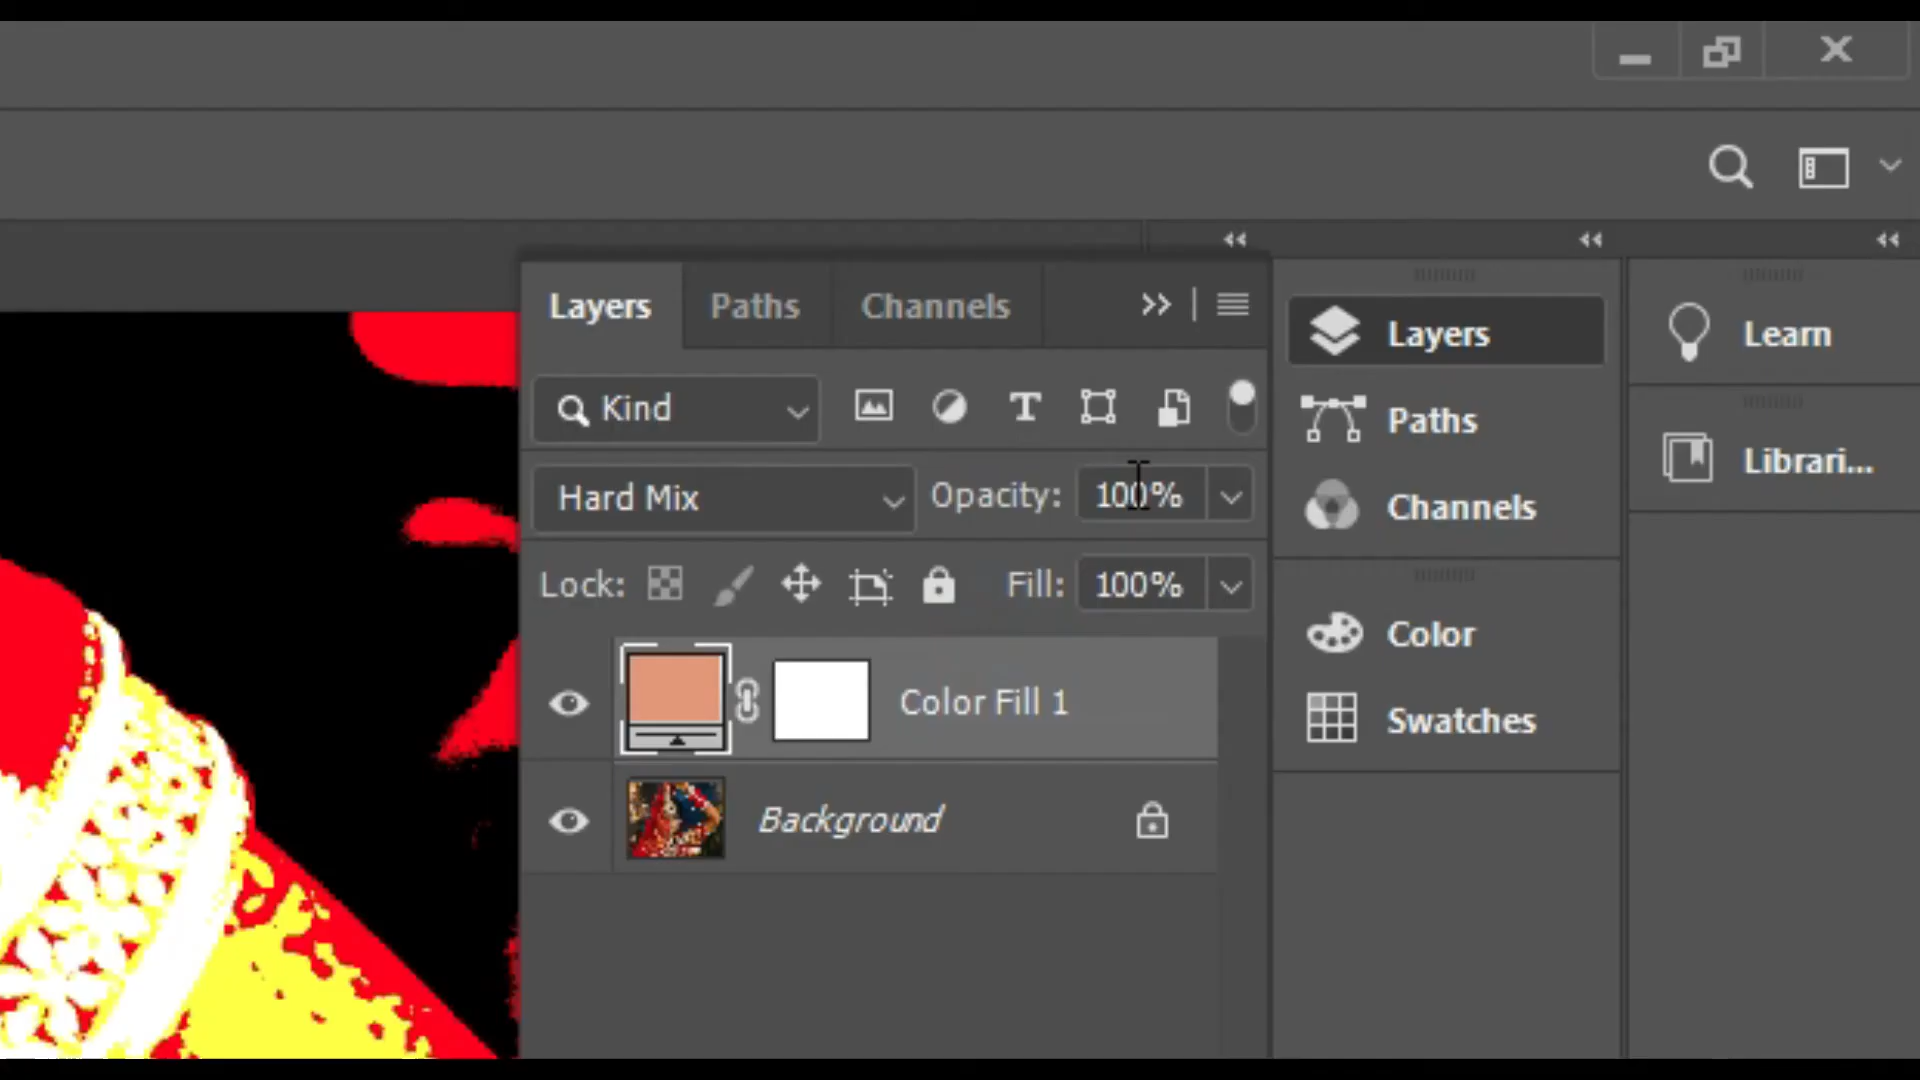 Layers Paths Channels
Kind
Hard Mix Opacity: 100%
Lock: Fill: 100%
Color Fill 1
Background
Layers
Paths
Channels
Color
Swatches
Learn
Librari...